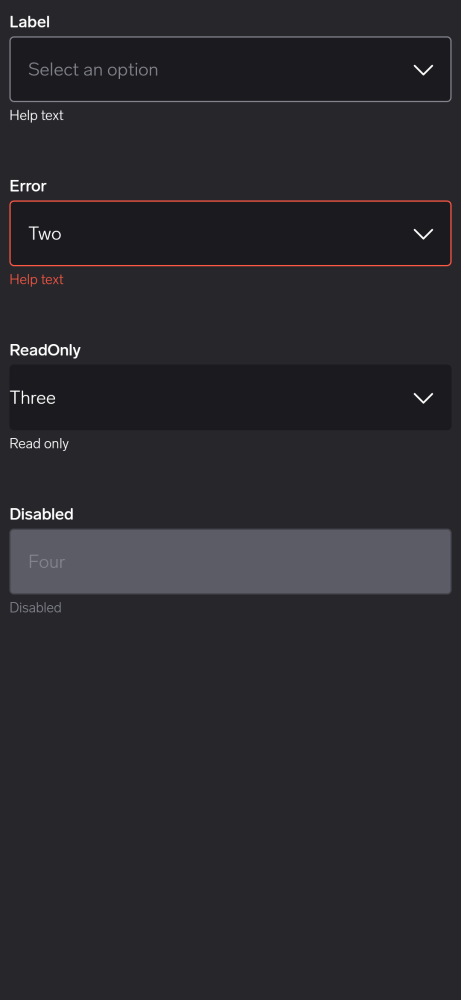 Label
Select an option
Help text
Error
Two
Help text
ReadOnly
Three
Read only
Disabled
Four
Disabled